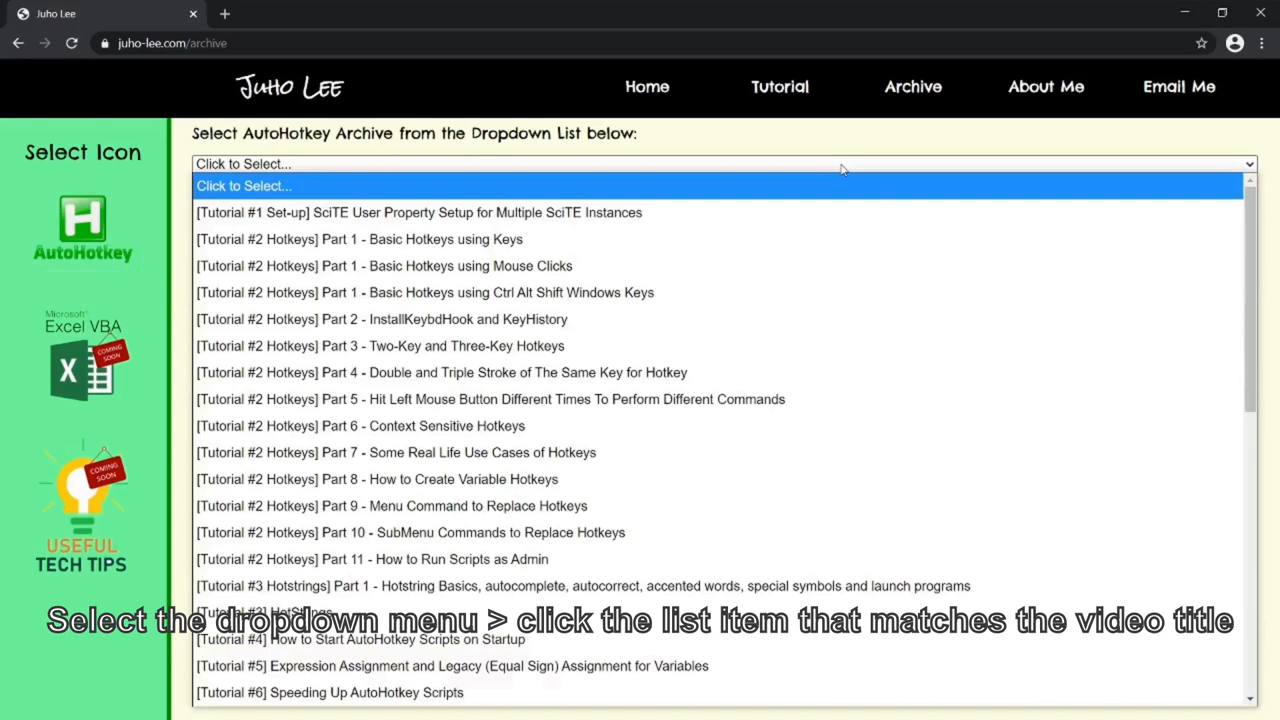 Juho Lee
juho-lee.com/archive
Juho Lee
Home
Tutorial
Archive
About Me
Email Me
Select AutoHotkey Archive from the Dropdown List below:
Select Icon
Click to Select...
Click to Select...
[Tutorial #1 Set-up] SciTE User Property Setup for Multiple SciTE Instances
[Tutorial #2 Hotkeys] Part 1 - Basic Hotkeys using Keys
[Tutorial #2 Hotkeys] Part 1 - Basic Hotkeys using Mouse Clicks
[Tutorial #2 Hotkeys] Part 1 - Basic Hotkeys using Ctrl Alt Shift Windows Keys
[Tutorial #2 Hotkeys] Part 2 - InstallKeybdHook and KeyHistory
[Tutorial #2 Hotkeys] Part 3 - Two-Key and Three-Key Hotkeys
[Tutorial #2 Hotkeys] Part 4 - Double and Triple Stroke of The Same Key for Hotkey
[Tutorial #2 Hotkeys] Part 5 - Hit Left Mouse Button Different Times To Perform Different Commands
[Tutorial #2 Hotkeys] Part 6 - Context Sensitive Hotkeys
[Tutorial #2 Hotkeys] Part 7 - Some Real Life Use Cases of Hotkeys
[Tutorial #2 Hotkeys] Part 8 - How to Create Variable Hotkeys
[Tutorial #2 Hotkeys] Part 9 - Menu Command to Replace Hotkeys
[Tutorial #2 Hotkeys] Part 10 - SubMenu Commands to Replace Hotkeys
[Tutorial #2 Hotkeys] Part 11 - How to Run Scripts as Admin
[Tutorial #3 Hotstrings] Part 1 - Hotstring Basics, autocomplete, autocorrect, accented words, special symbols and launch programs
[Tutorial #3] HotStrings
[Tutorial #4] How to Start AutoHotkey Scripts on Startup
[Tutorial #5] Expression Assignment and Legacy (Equal Sign) Assignment for Variables
[Tutorial #6] Speeding Up AutoHotkey Scripts
H
AutoHotkey
Microsoft
Excel VBA
COMING
SOON
X
COMING
SOON
USEFUL
TECH TIPS
Select the dropdown menu > click the list item that matches the video title